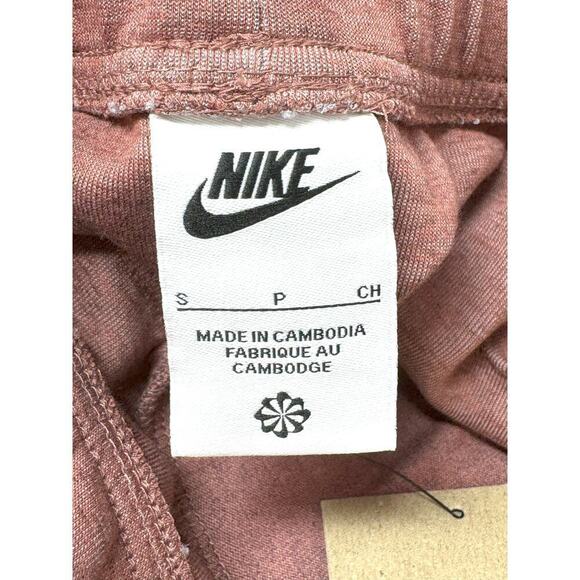 NIKE
S P CH
MADE IN CAMBODIA
FABRIQUE AU
CAMBODGE